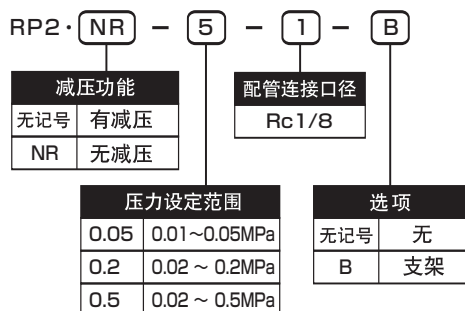 RP2·NR - 5 - 1 - B
减压功能
无记号 有减压
NR 无减压
配管连接口径
Rc1/8
压力设定范围
0.05 0.01~0.05MPa
0.2 0.02 ~ 0.2MPa
0.5 0.02 ~ 0.5MPa
选项
无记号 无
B 支架